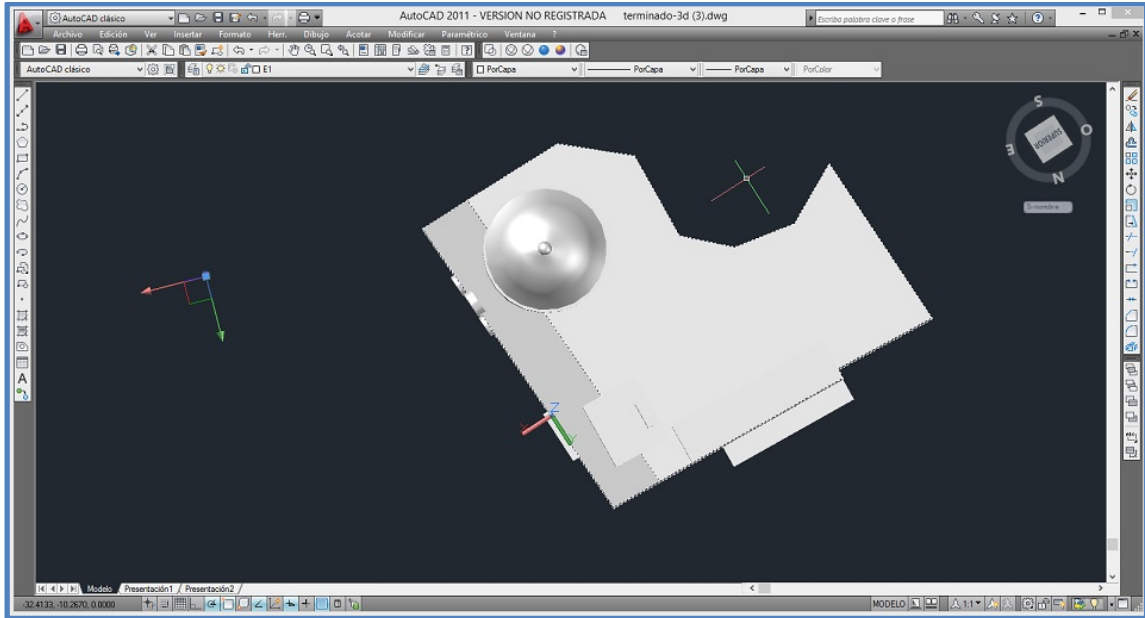 AutoCAD clásico
AutoCAD 2011 - VERSION NO REGISTRADA terminado-3d (3).dwg
Escriba palabra clave o frase
Archivo Edición Ver Insertar Formato Herr. Dibujo Acotar Modificar Paramétrico Ventana ?
AutoCAD clásico
E1
PorCapa
PorCapa
PorCapa
PorColor
S
E
O
N
SUPERIOR
S-nombre
A
Z
Modelo Presentación1 Presentación2
-32.4133, -10.2670, 0.0000
MODELO
1:1